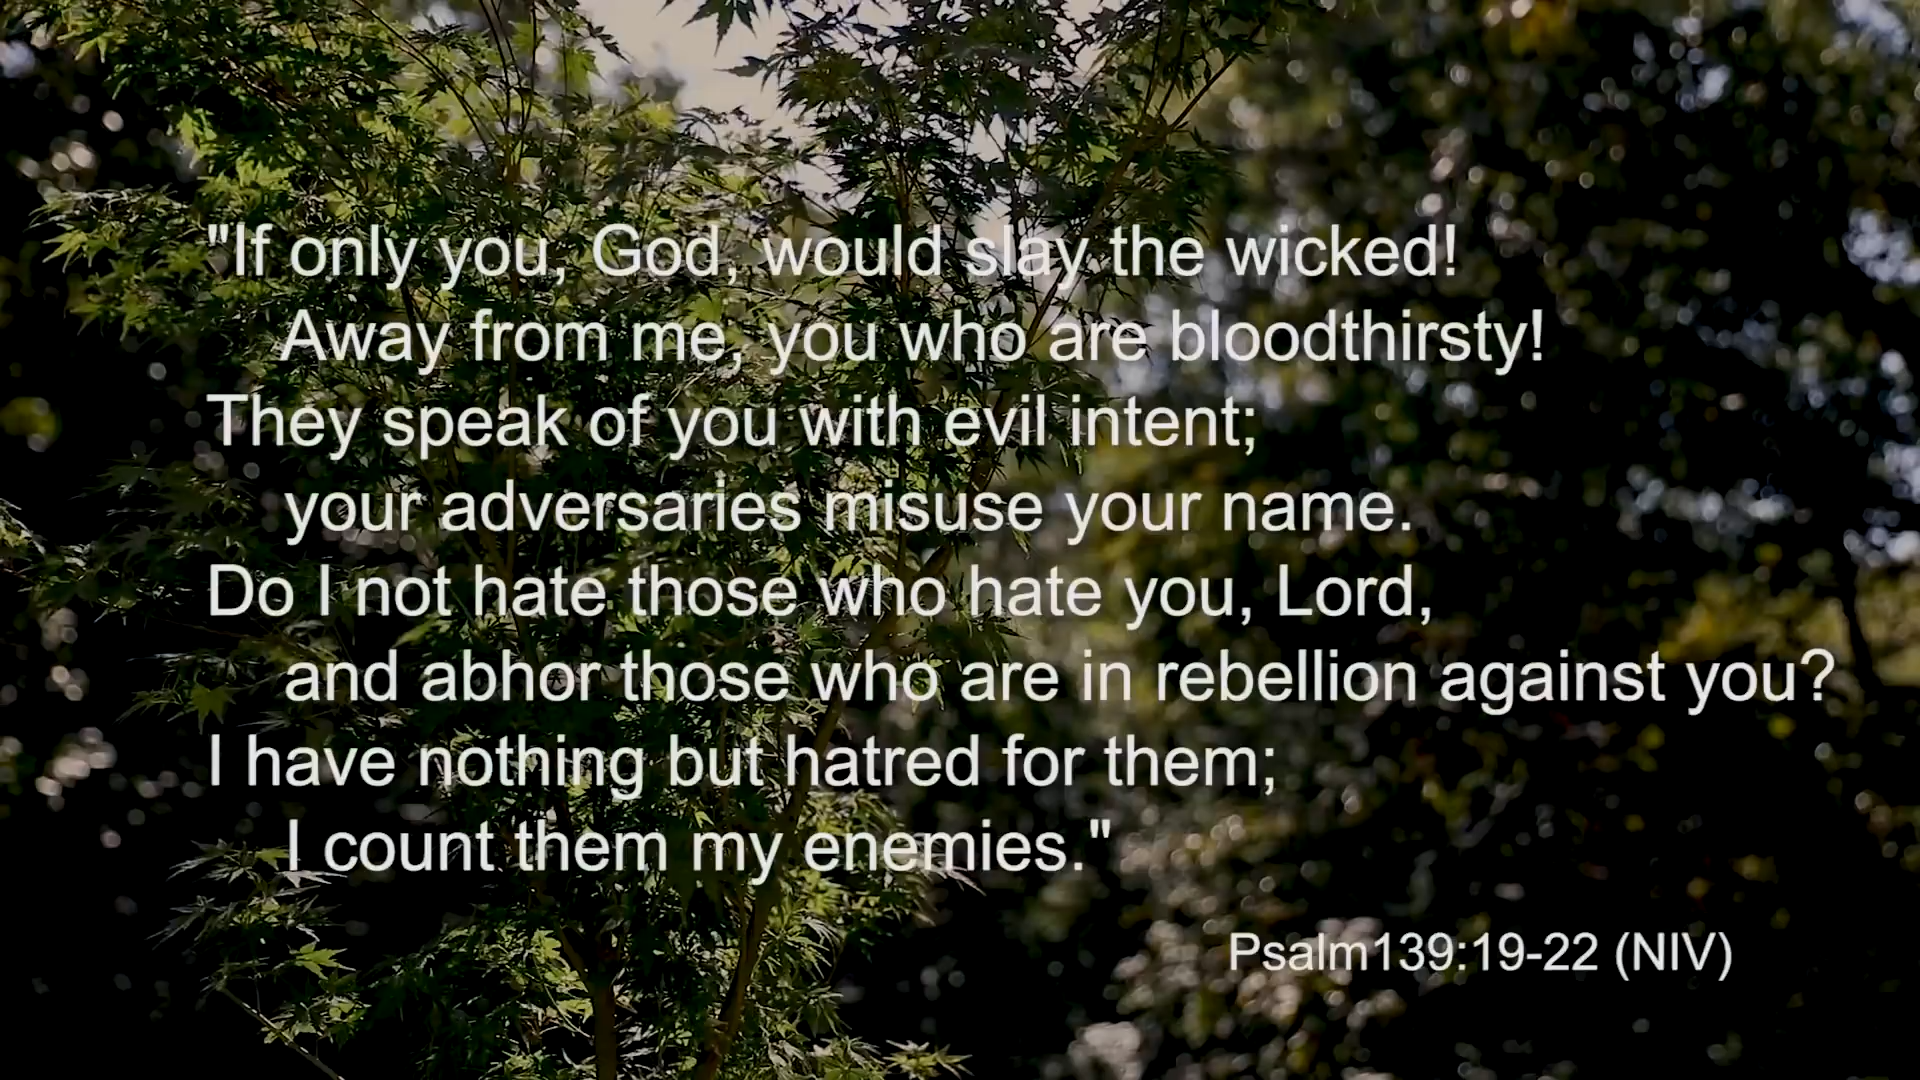 "If only you, God, would slay the wicked!
Away from me, you who are bloodthirsty!
They speak of you with evil intent;
your adversaries misuse your name.
Do I not hate those who hate you, Lord,
and abhor those who are in rebellion against you?
I have nothing but hatred for them;
I count them my enemies."
Psalm139:19-22 (NIV)